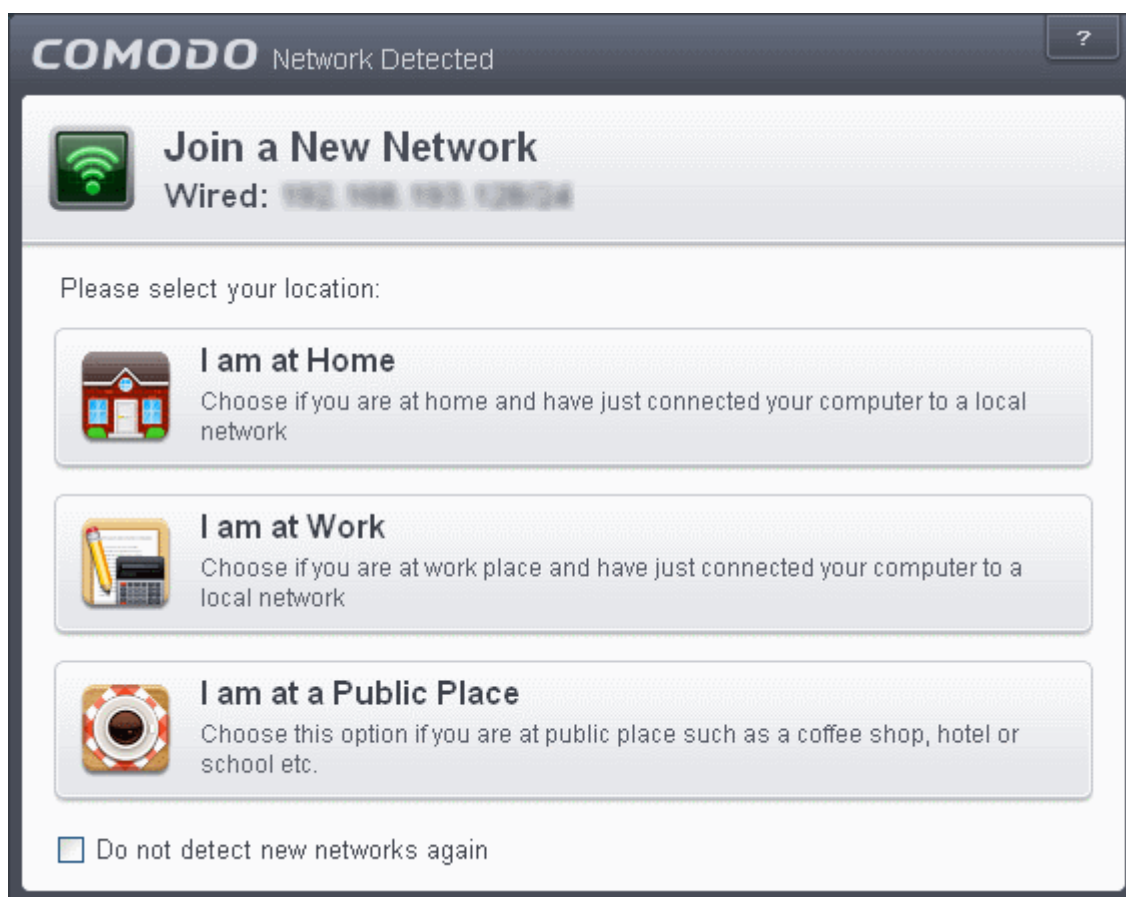 COMODO Network Detected
?
Join a New Network
Wired:
Please select your location:
I am at Home
Choose if you are at home and have just connected your computer to a local
network
I am at Work
Choose if you are at work place and have just connected your computer to a
local network
I am at a Public Place
Choose this option if you are at public place such as a coffee shop, hotel or
school etc.
Do not detect new networks again